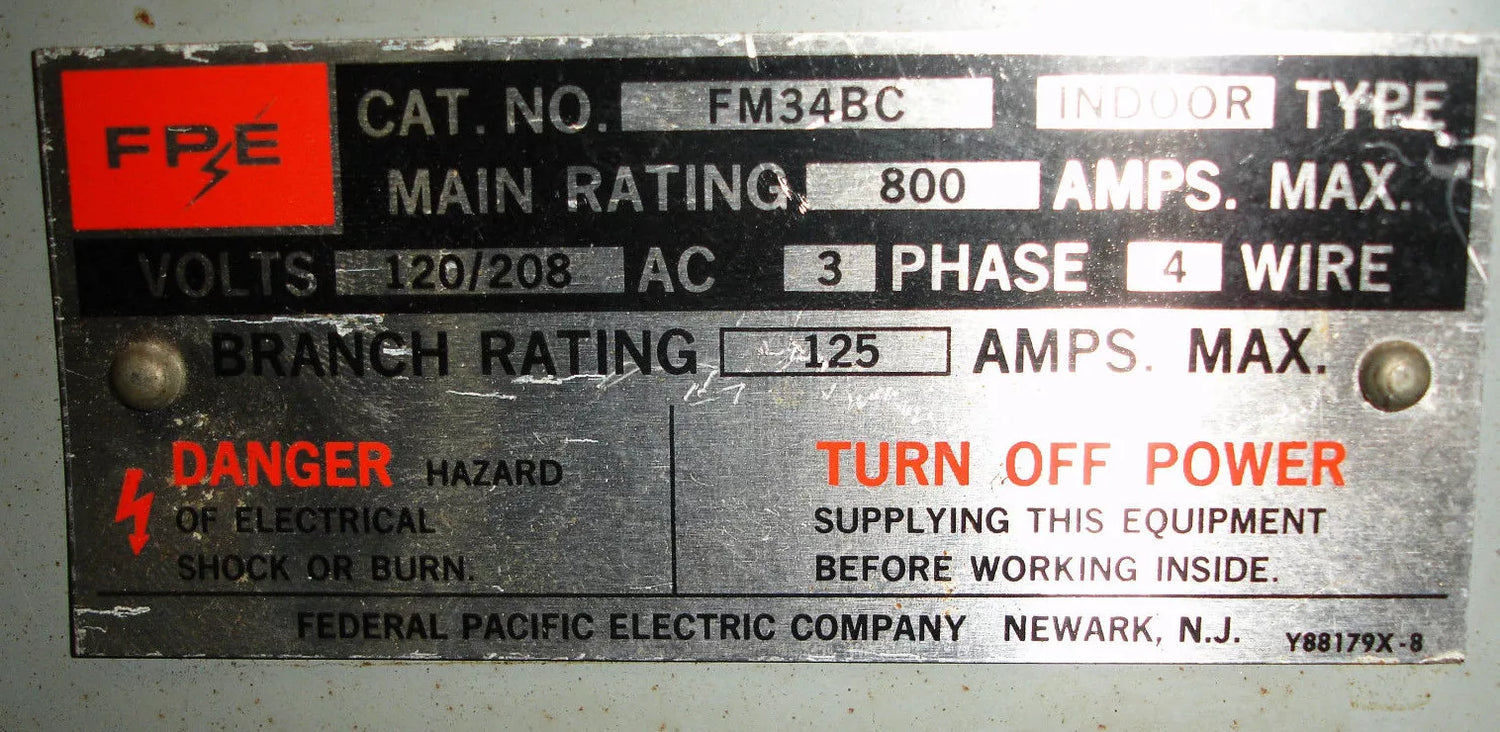 FPE CAT. NO. FM34BC INDOOR TYPE
MAIN RATING 800 AMPS. MAX.
VOLTS 120/208 AC 3 PHASE 4 WIRE
BRANCH RATING 125 AMPS. MAX.
DANGER HAZARD
OF ELECTRICAL
SHOCK OR BURN.
TURN OFF POWER
SUPPLYING THIS EQUIPMENT
BEFORE WORKING INSIDE.
FEDERAL PACIFIC ELECTRIC COMPANY NEWARK, N.J. Y88179X-8